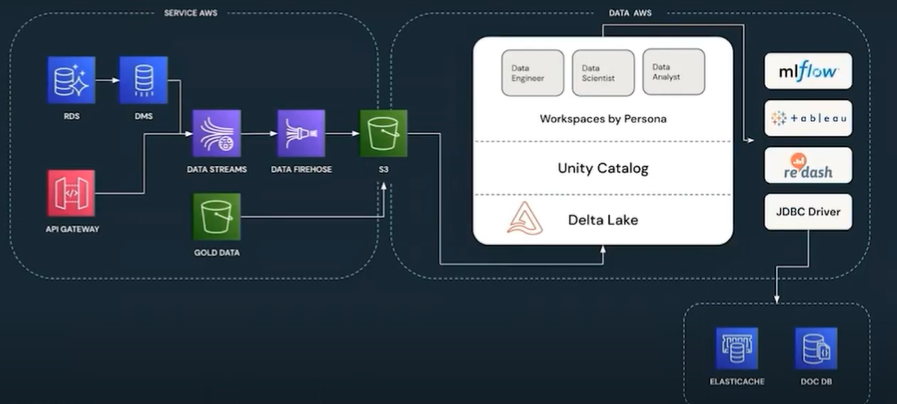 SERVICE AWS
DATA AWS
RDS
DMS
DATA STREAMS
DATA FIREHOSE
S3
API GATEWAY
GOLD DATA
Data
Engineer
Data
Scientist
Data
Analyst
Workspaces by Persona
Unity Catalog
Delta Lake
mlflow
tableau
redash
JDBC Driver
ELASTICACHE
DOC DB